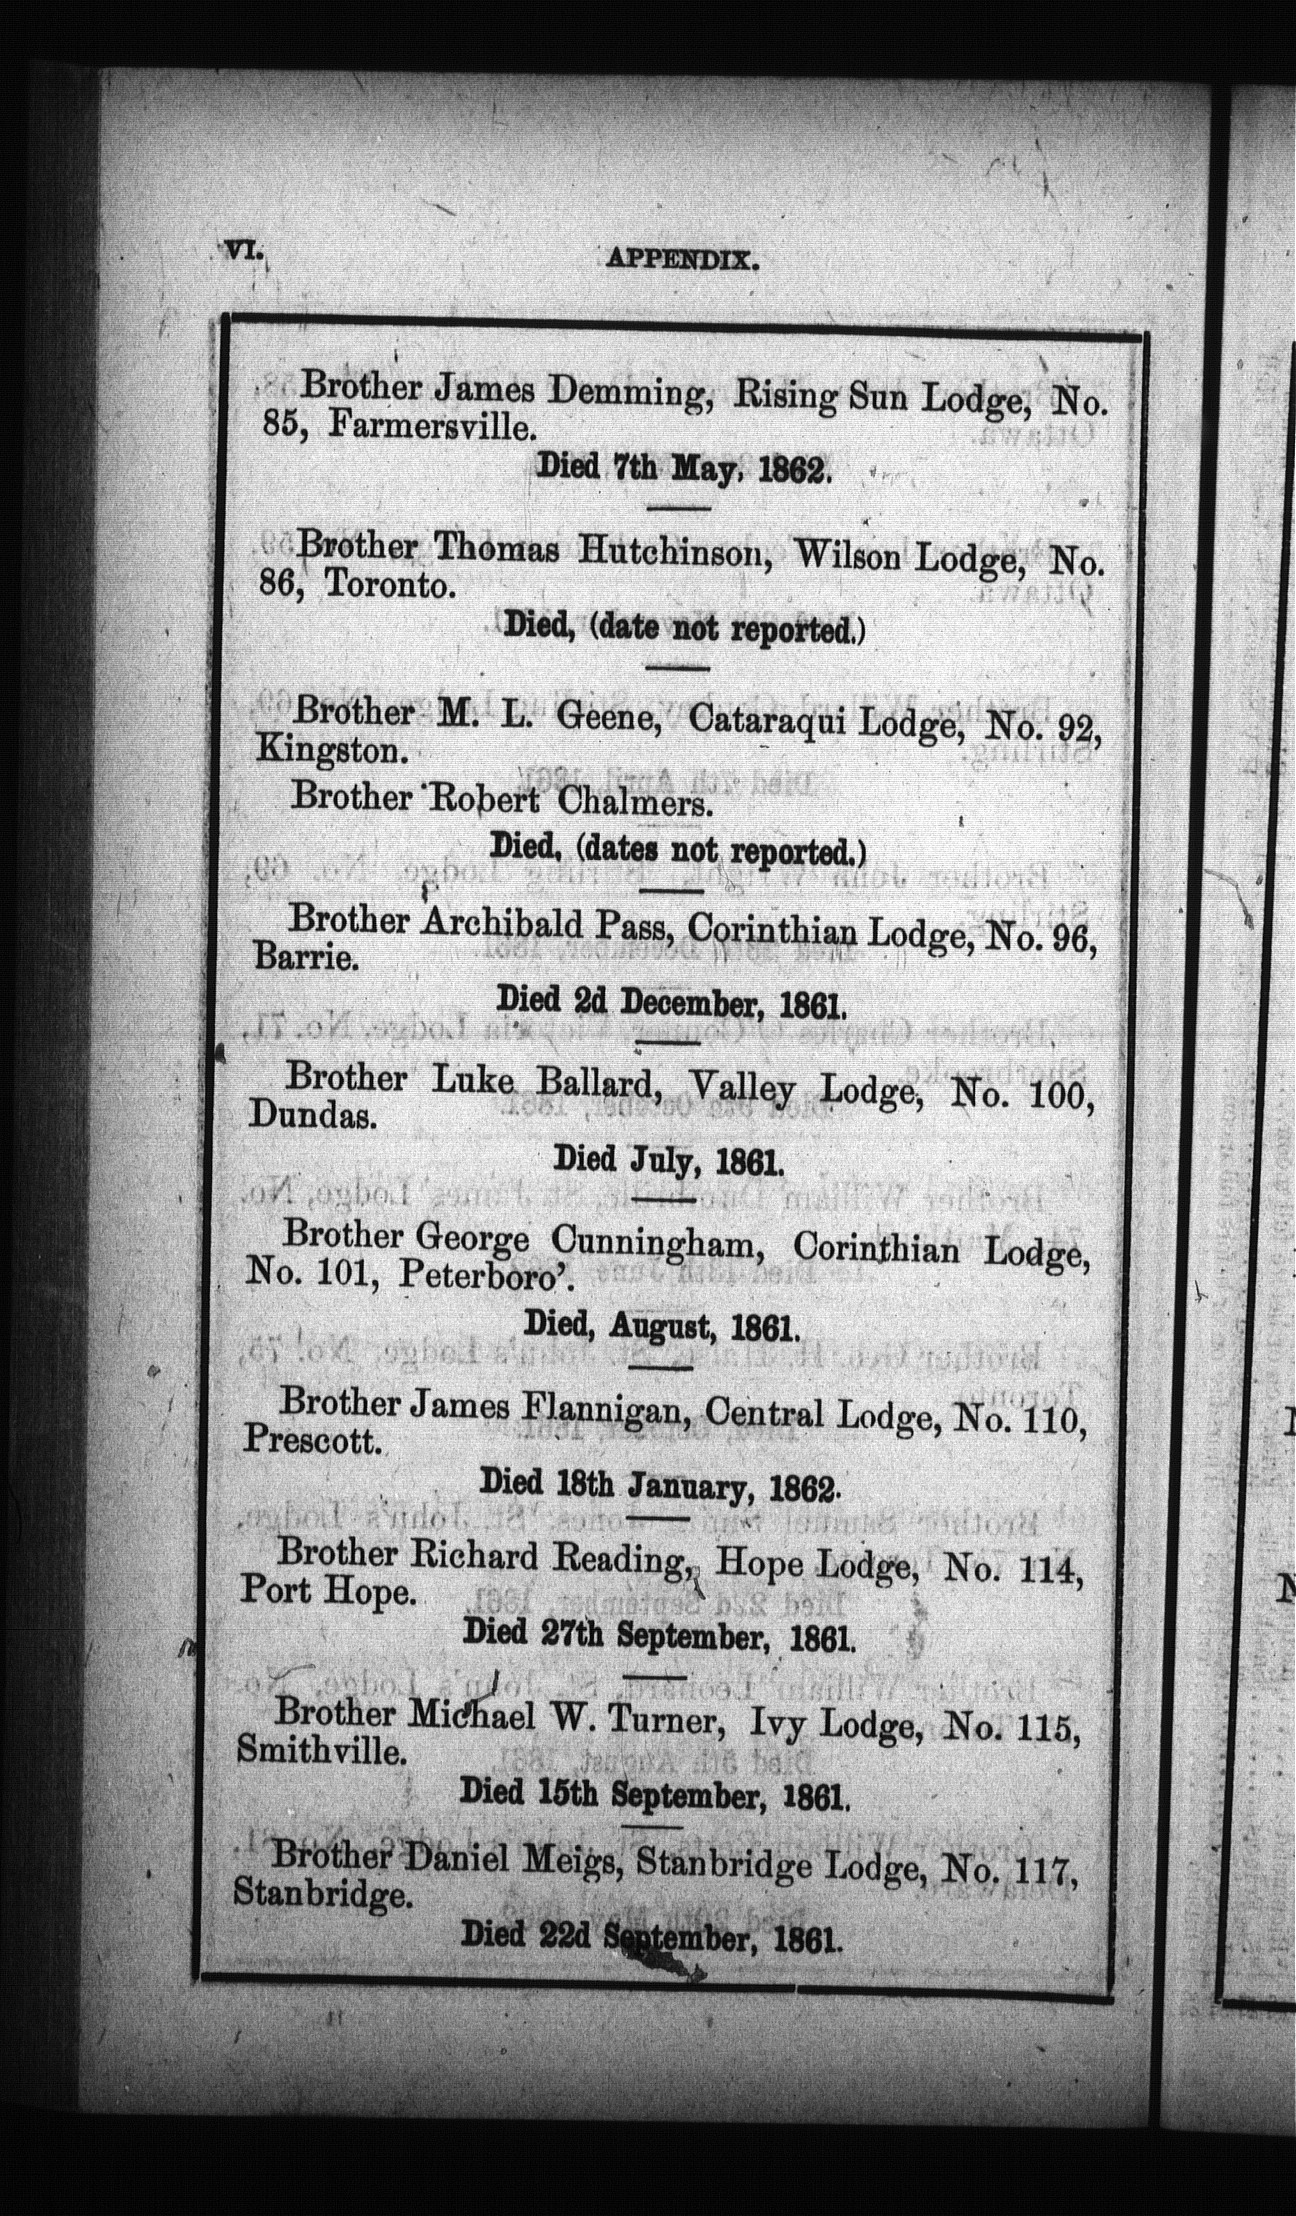 VI.
APPENDIX.
Brother James Demming, Rising Sun Lodge, No.
85, Farmersville.
Died 7th May, 1862.
Brother Thomas Hutchinson, Wilson Lodge, No.
86, Toronto.
Died, (date not reported.)
Brother M. L. Geene, Cataraqui Lodge, No. 92,
Kingston.
Brother Robert Chalmers.
Died, (dates not reported.)
Brother Archibald Pass, Corinthian Lodge, No. 96,
Barrie.
Died 2d December, 1861.
Brother Luke Ballard, Valley Lodge, No. 100,
Dundas.
Died July, 1861.
Brother George Cunningham, Corinthian Lodge,
No. 101, Peterboro'.
Died, August, 1861.
Brother James Flannigan, Central Lodge, No. 110,
Prescott.
Died 18th January, 1862.
Brother Richard Reading, Hope Lodge, No. 114,
Port Hope.
Died 27th September, 1861.
Brother Michael W. Turner, Ivy Lodge, No. 115,
Smithville.
Died 15th September, 1861.
Brother Daniel Meigs, Stanbridge Lodge, No. 117,
Stanbridge.
Died 22d September, 1861.